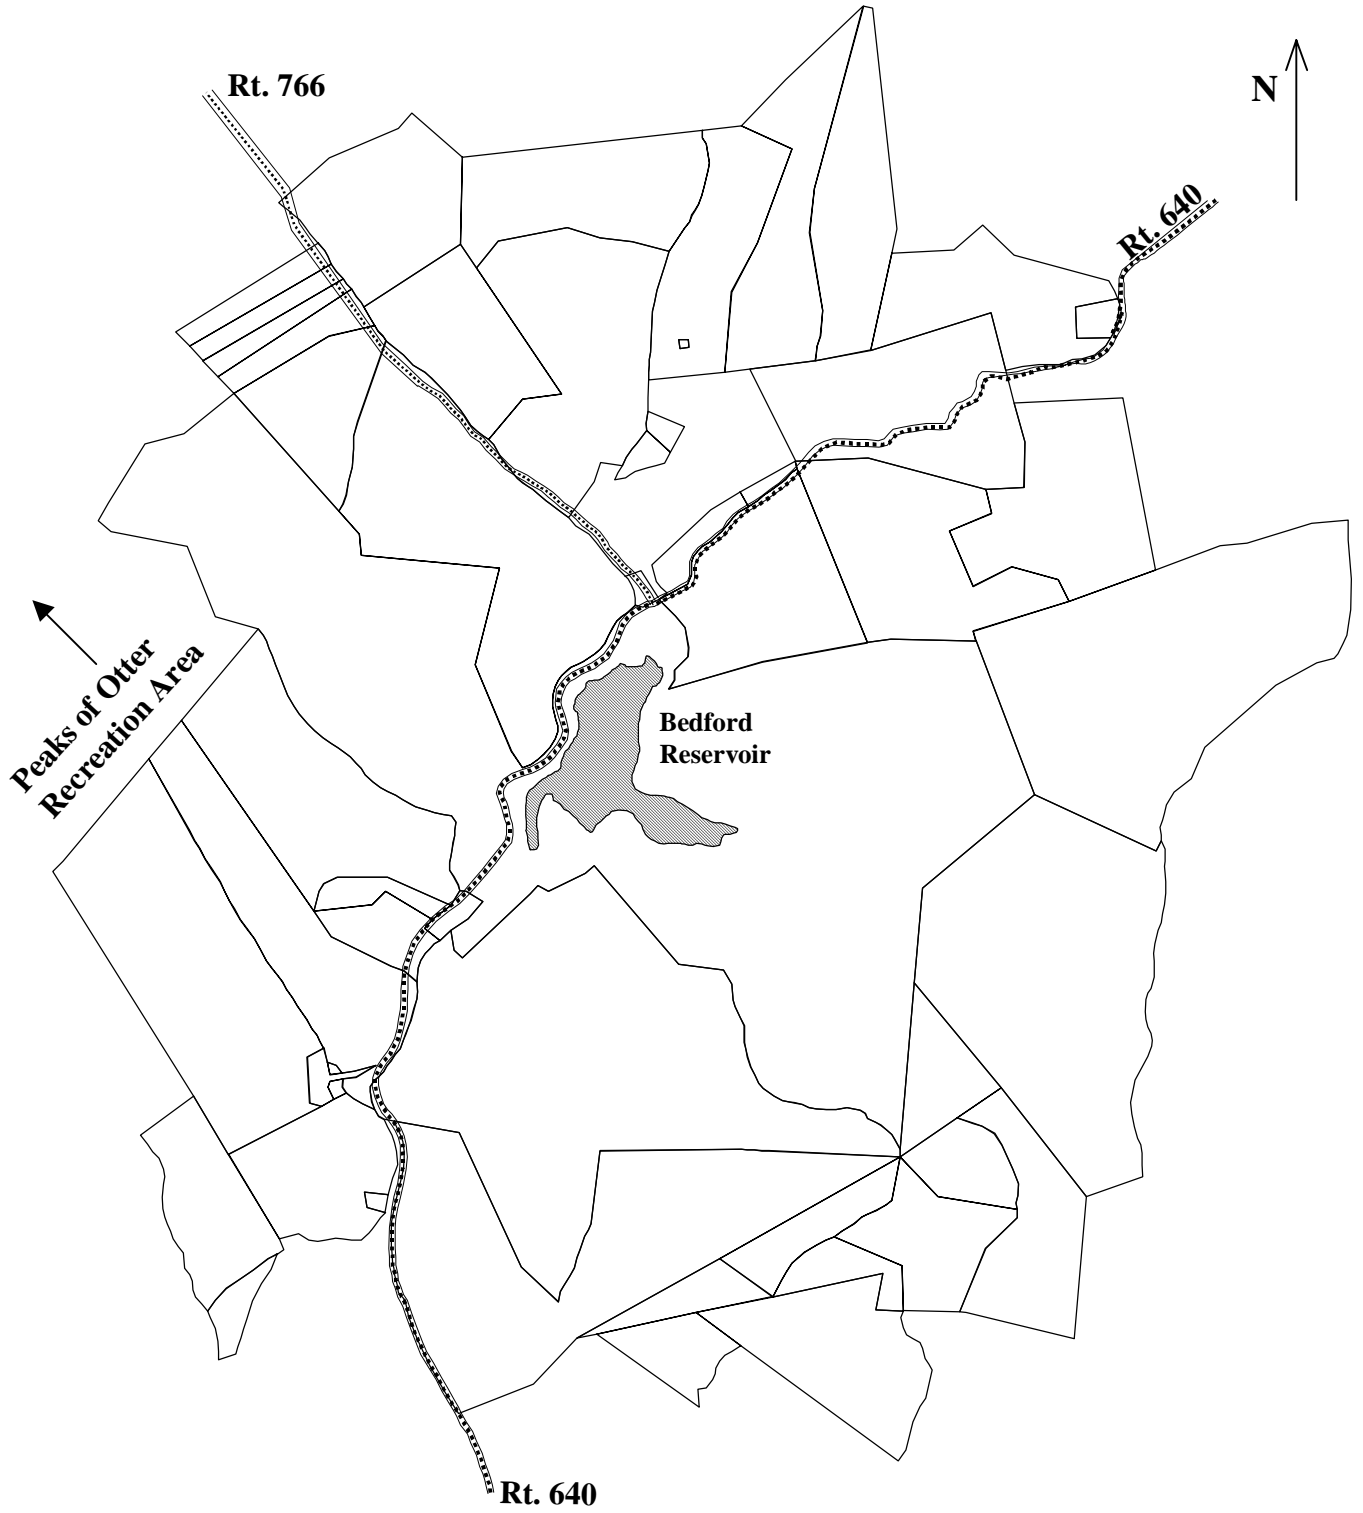 Rt. 766
N
Rt. 640
Peaks of Otter
Recreation Area
Bedford
Reservoir
Rt. 640